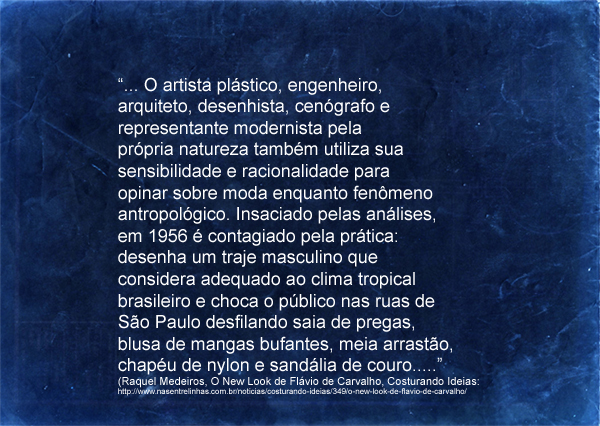 “... O artista plástico, engenheiro,
arquiteto, desenhista, cenógrafo e
representante modernista pela
própria natureza também utiliza sua
sensibilidade e racionalidade para
opinar sobre moda enquanto fenômeno
antropológico. Insaciado pelas análises,
em 1956 é contagiado pela prática:
desenha um traje masculino que
considera adequado ao clima tropical
brasileiro e choca o público nas ruas de
São Paulo desfilando saia de pregas,
blusa de mangas bufantes, meia arrastão,
chapéu de nylon e sandália de couro.....”
(Raquel Medeiros, O New Look de Flávio de Carvalho, Costurando Ideias:
http://www.nasentrelinhas.com.br/noticias/costurando-ideias/349/o-new-look-de-flavio-de-carvalho/